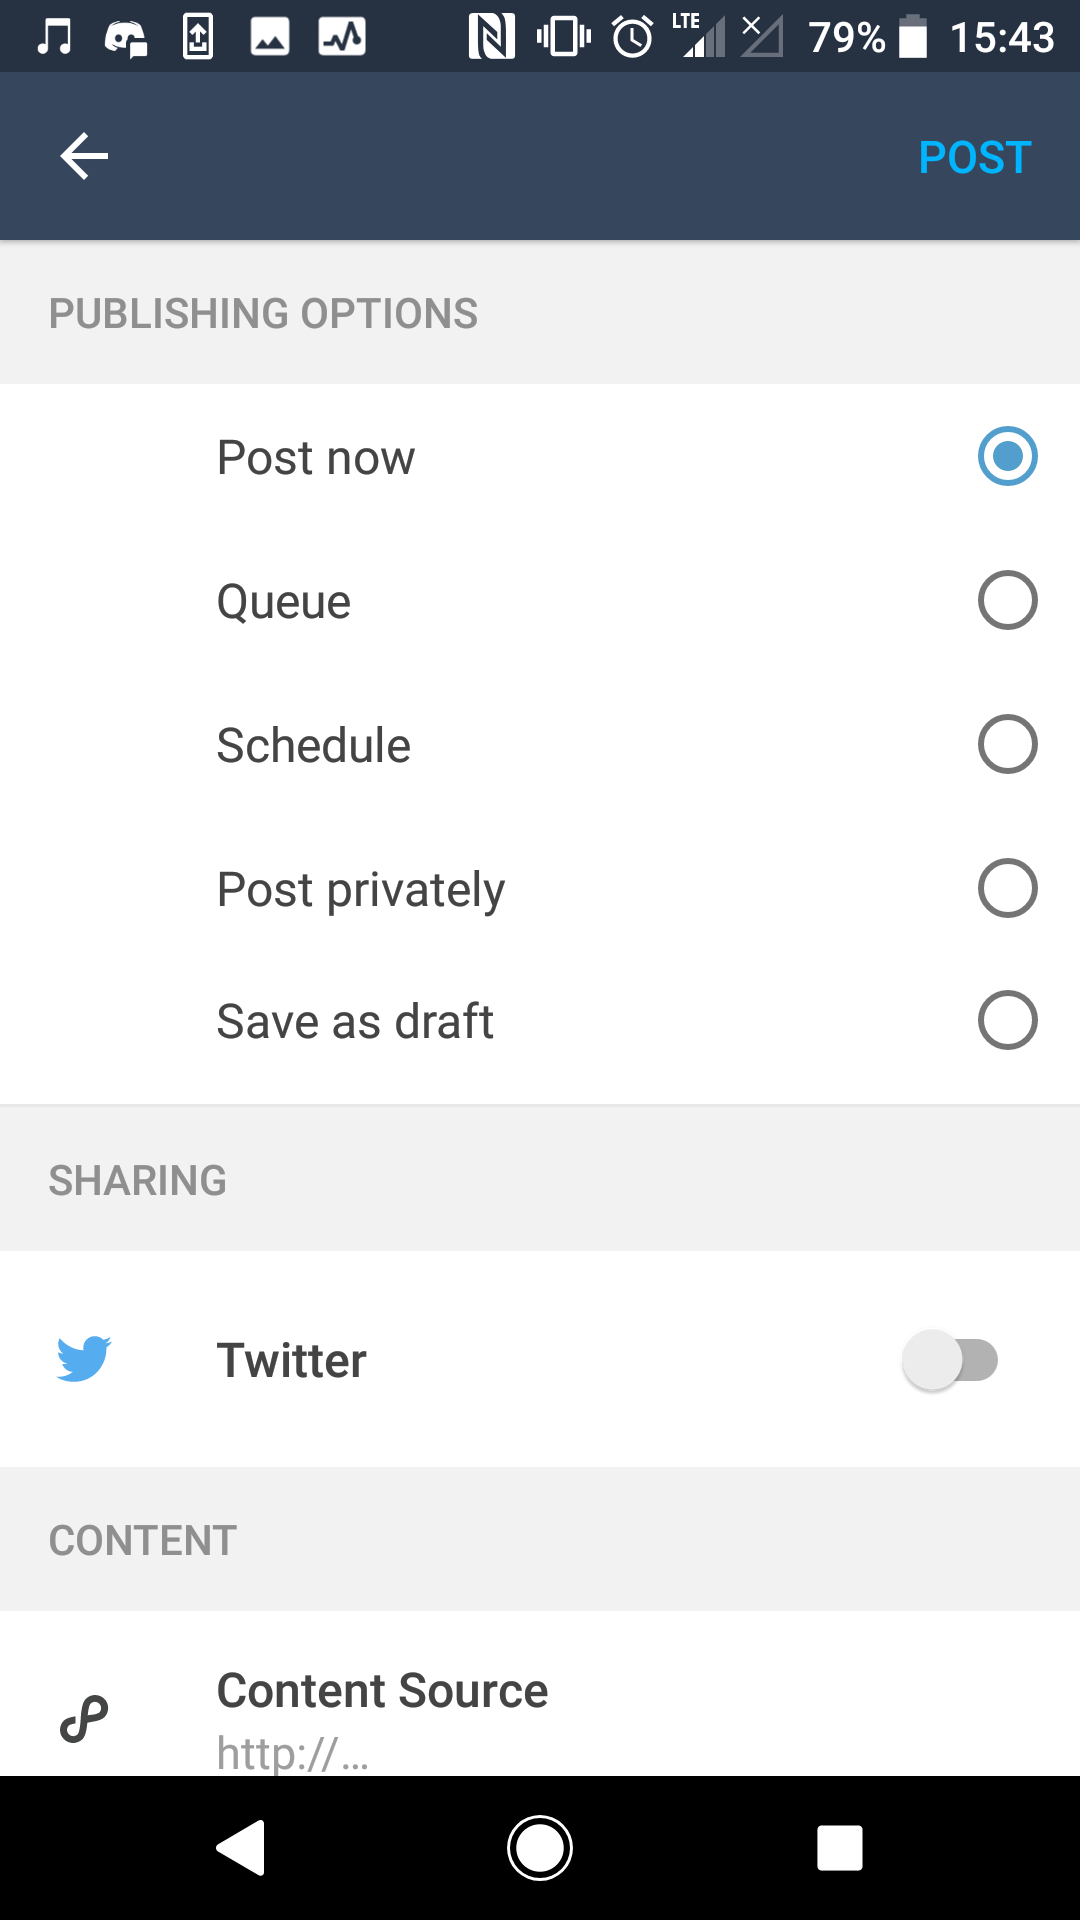 LTE 79% 15:43
POST
PUBLISHING OPTIONS
Post now
Queue
Schedule
Post privately
Save as draft
SHARING
Twitter
CONTENT
Content Source
http://...